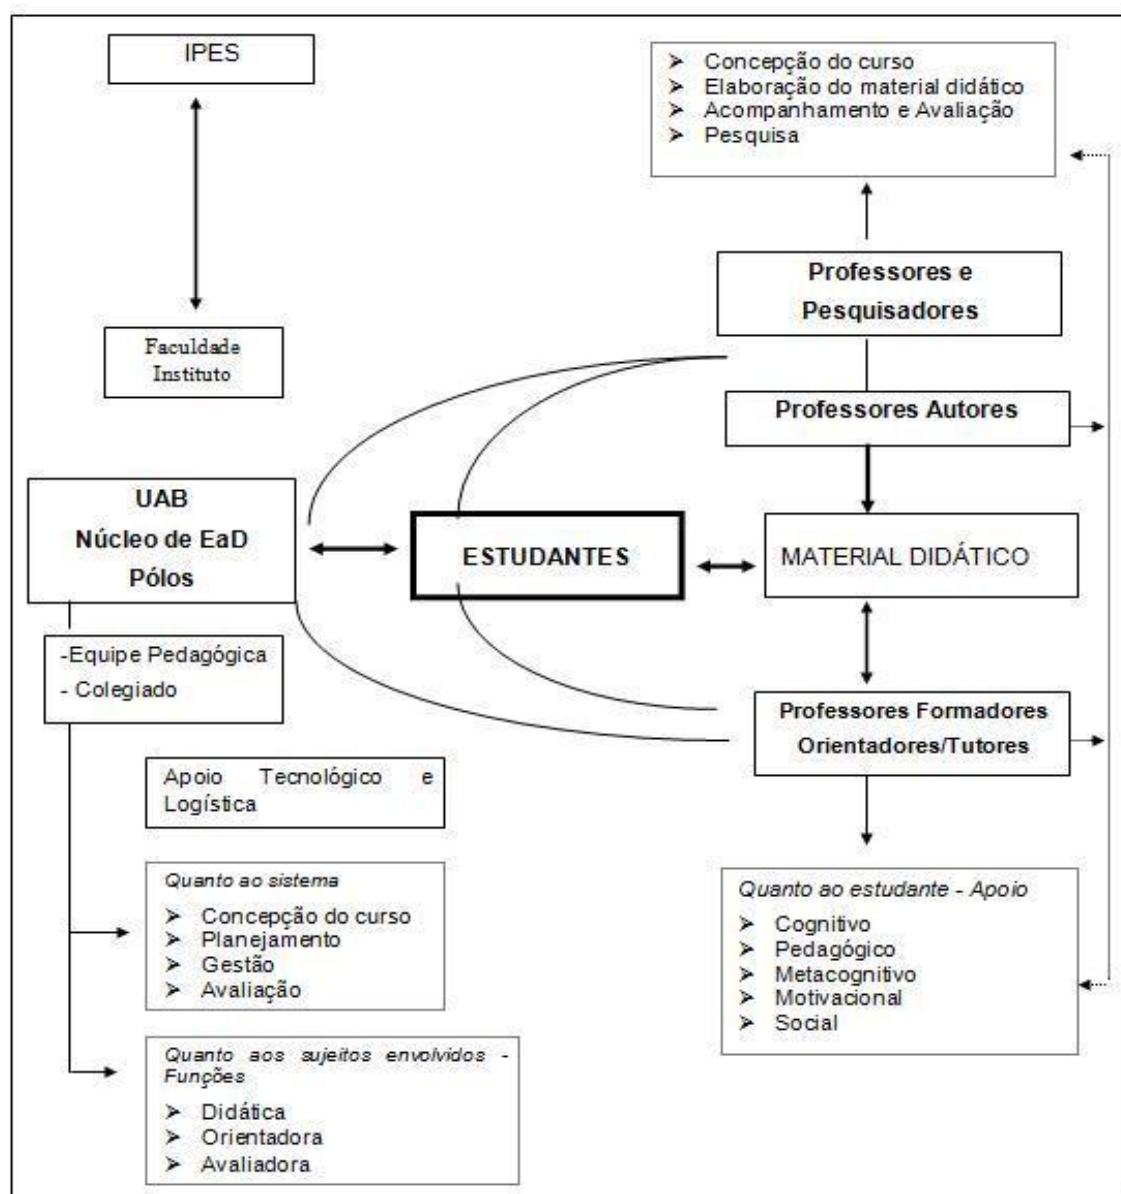 IPES
➤ Concepção do curso
➤ Elaboração do material didático
➤ Acompanhamento e Avaliação
➤ Pesquisa
Professores e
Pesquisadores
Faculdade
Instituto
Professores Autores
UAB
Núcleo de EaD
Pólos
ESTUDANTES
MATERIAL DIDÁTICO
-Equipe Pedagógica
- Colegiado
Professores Formadores
Orientadores/Tutores
Apoio Tecnológico e
Logística
Quanto ao sistema
➤ Concepção do curso
➤ Planejamento
➤ Gestão
➤ Avaliação
Quanto ao estudante - Apoio
➤ Cognitivo
➤ Pedagógico
➤ Metacognitivo
➤ Motivacional
➤ Social
Quanto aos sujeitos envolvidos -
Funções
➤ Didática
➤ Orientadora
➤ Avaliadora